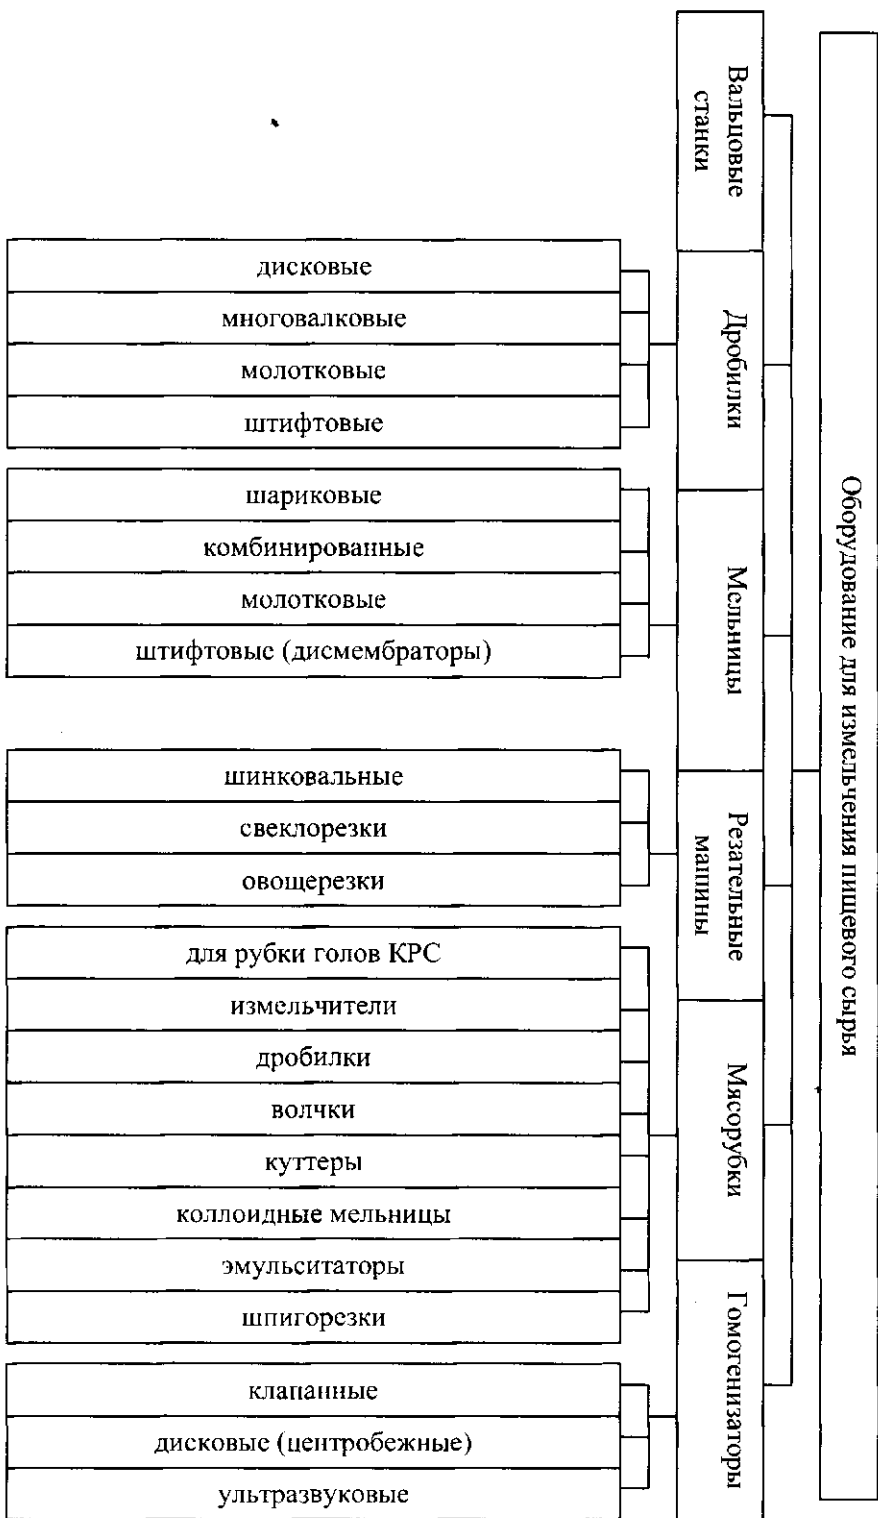 Оборудование для измельчения пищевого сырья
Вальцовые
станки
Дробилки
дисковые
многовалковые
молотковые
штифтовые
Мельницы
шариковые
комбинированные
молотковые
штифтовые (дисмембраторы)
Резательные
машины
шинковальные
свеклорезки
овощерезки
Мясорубки
для рубки голов КРС
измельчители
дробилки
волчки
куттеры
коллоидные мельницы
эмульситаторы
шпигорезки
Гомогенизаторы
клапанные
дисковые (центробежные)
ультразвуковые